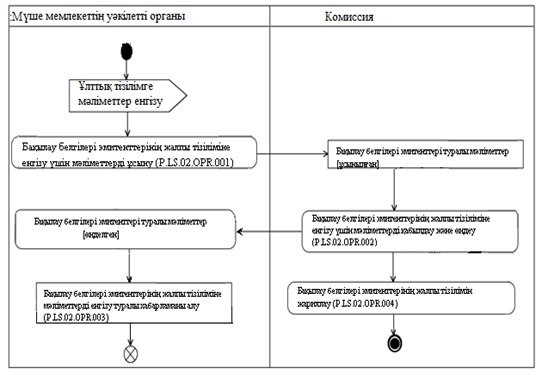 :Мүше мемлекеттің уәкілетті органы
Комиссия
Ұлттық тізілімге
мәліметтер енгізу
Бақылау белгілері эмитенттерінің жалпы тізіліміне
енгізу үшін мәліметтерді ұсыну (P.LS.02.OPR.001)
Бақылау белгілері эмитенттері туралы мәліметтер
[ұсынылған]
Бақылау белгілері эмитенттерінің жалпы тізіліміне
енгізу үшін мәліметтерді қабылдау және өңдеу
(P.LS.02.OPR.002)
Бақылау белгілері эмитенттері туралы мәліметтер
[өңделген]
Бақылау белгілері эмитенттерінің жалпы тізіліміне
мәліметтерді енгізу туралы хабарламаны алу
(P.LS.02.OPR.003)
Бақылау белгілері эмитенттерінің жалпы тізілімін
жариялау (P.LS.02.OPR.004)